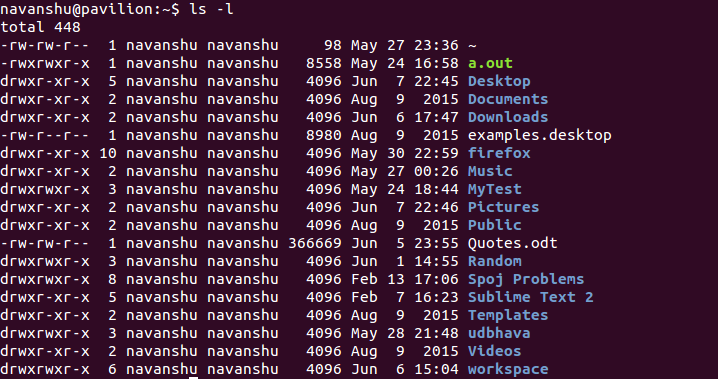 navanshu@pavilion:~$ ls -l
total 448
-rw-rw-r--  1 navanshu navanshu     98 May 27 23:36 ~
-rwxrwxr-x  1 navanshu navanshu   8558 May 24 16:58 a.out
drwxr-xr-x  5 navanshu navanshu   4096 Jun  7 22:45 Desktop
drwxr-xr-x  2 navanshu navanshu   4096 Aug  9  2015 Documents
drwxr-xr-x  2 navanshu navanshu   4096 Jun  6 17:47 Downloads
-rw-r--r--  1 navanshu navanshu   8980 Aug  9  2015 examples.desktop
drwxr-xr-x 10 navanshu navanshu   4096 May 30 22:59 firefox
drwxr-xr-x  2 navanshu navanshu   4096 May 27 00:26 Music
drwxrwxr-x  3 navanshu navanshu   4096 May 24 18:44 MyTest
drwxr-xr-x  2 navanshu navanshu   4096 Jun  7 22:46 Pictures
drwxr-xr-x  2 navanshu navanshu   4096 Aug  9  2015 Public
-rw-rw-r--  1 navanshu navanshu 366669 Jun  5 23:55 Quotes.odt
drwxrwxr-x  3 navanshu navanshu   4096 Jun  1 14:55 Random
drwxrwxr-x  8 navanshu navanshu   4096 Feb 13 17:06 Spoj Problems
drwxrwxr-x  5 navanshu navanshu   4096 Feb  7 16:23 Sublime Text 2
drwxr-xr-x  2 navanshu navanshu   4096 Aug  9  2015 Templates
drwxrwxr-x  3 navanshu navanshu   4096 May 28 21:48 udbhava
drwxr-xr-x  2 navanshu navanshu   4096 Aug  9  2015 Videos
drwxrwxr-x  6 navanshu navanshu   4096 Jun  6 15:04 workspace